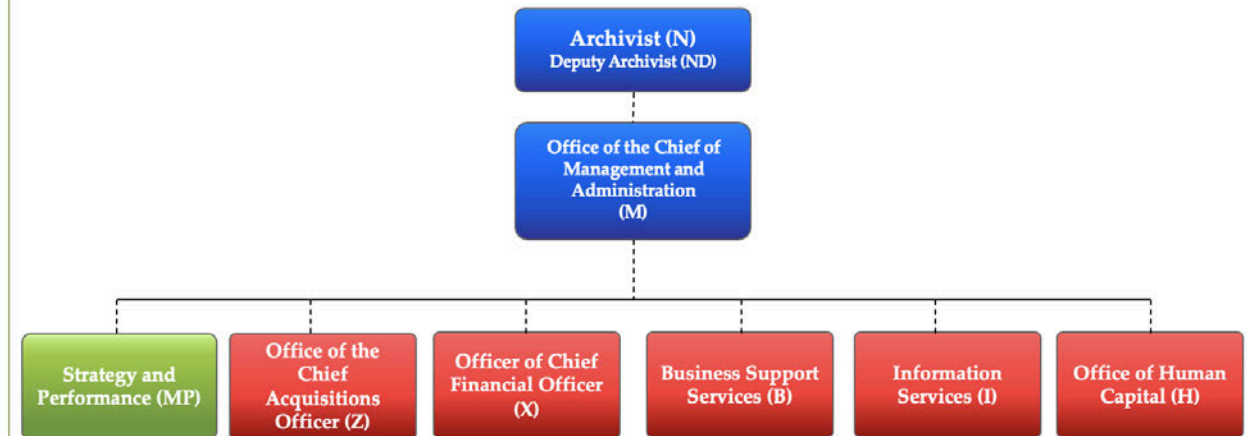 Archivist (N)
Deputy Archivist (ND)
Office of the Chief of
Management and
Administration
(M)
Strategy and
Performance (MP)
Office of the
Chief
Acquisitions
Officer (Z)
Officer of Chief
Financial Officer
(X)
Business Support
Services (B)
Information
Services (I)
Office of Human
Capital (H)